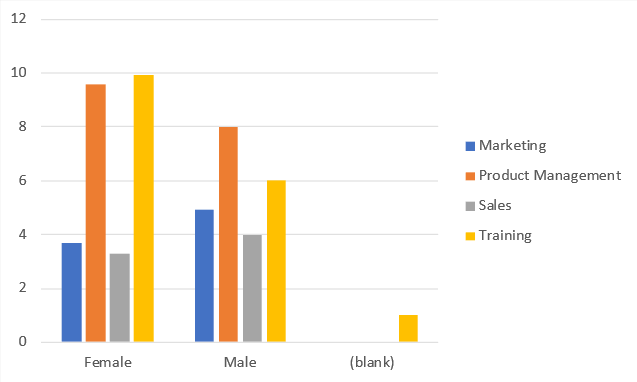 12
10
8
6
4
2
0
Female Male (blank)
Marketing
Product Management
Sales
Training